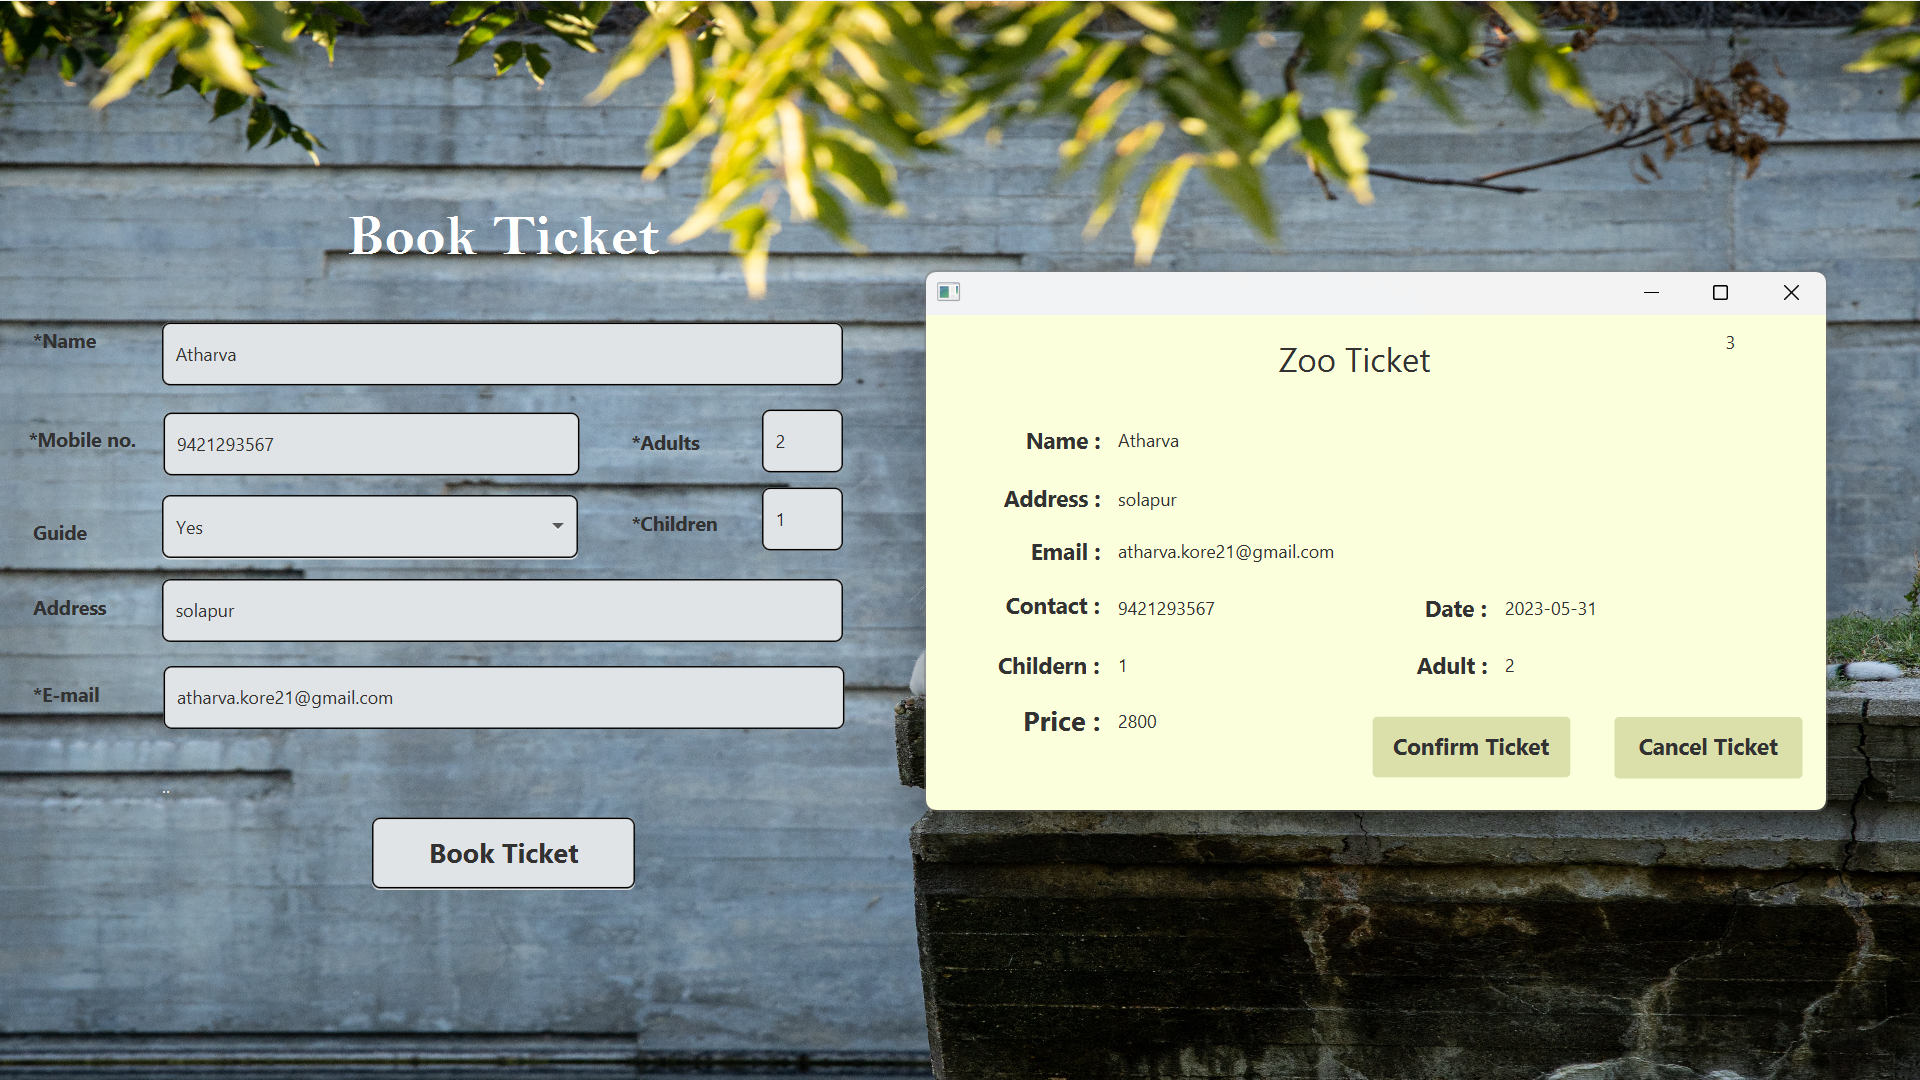 Book Ticket
*Name
Atharva
*Mobile no.
9421293567
*Adults
2
Guide
Yes
*Children
1
Address
solapur
*E-mail
atharva.kore21@gmail.com
..
Book Ticket
3
Zoo Ticket
Name : Atharva
Address : solapur
Email : atharva.kore21@gmail.com
Contact : 9421293567
Date : 2023-05-31
Childern : 1
Adult : 2
Price : 2800
Confirm Ticket
Cancel Ticket